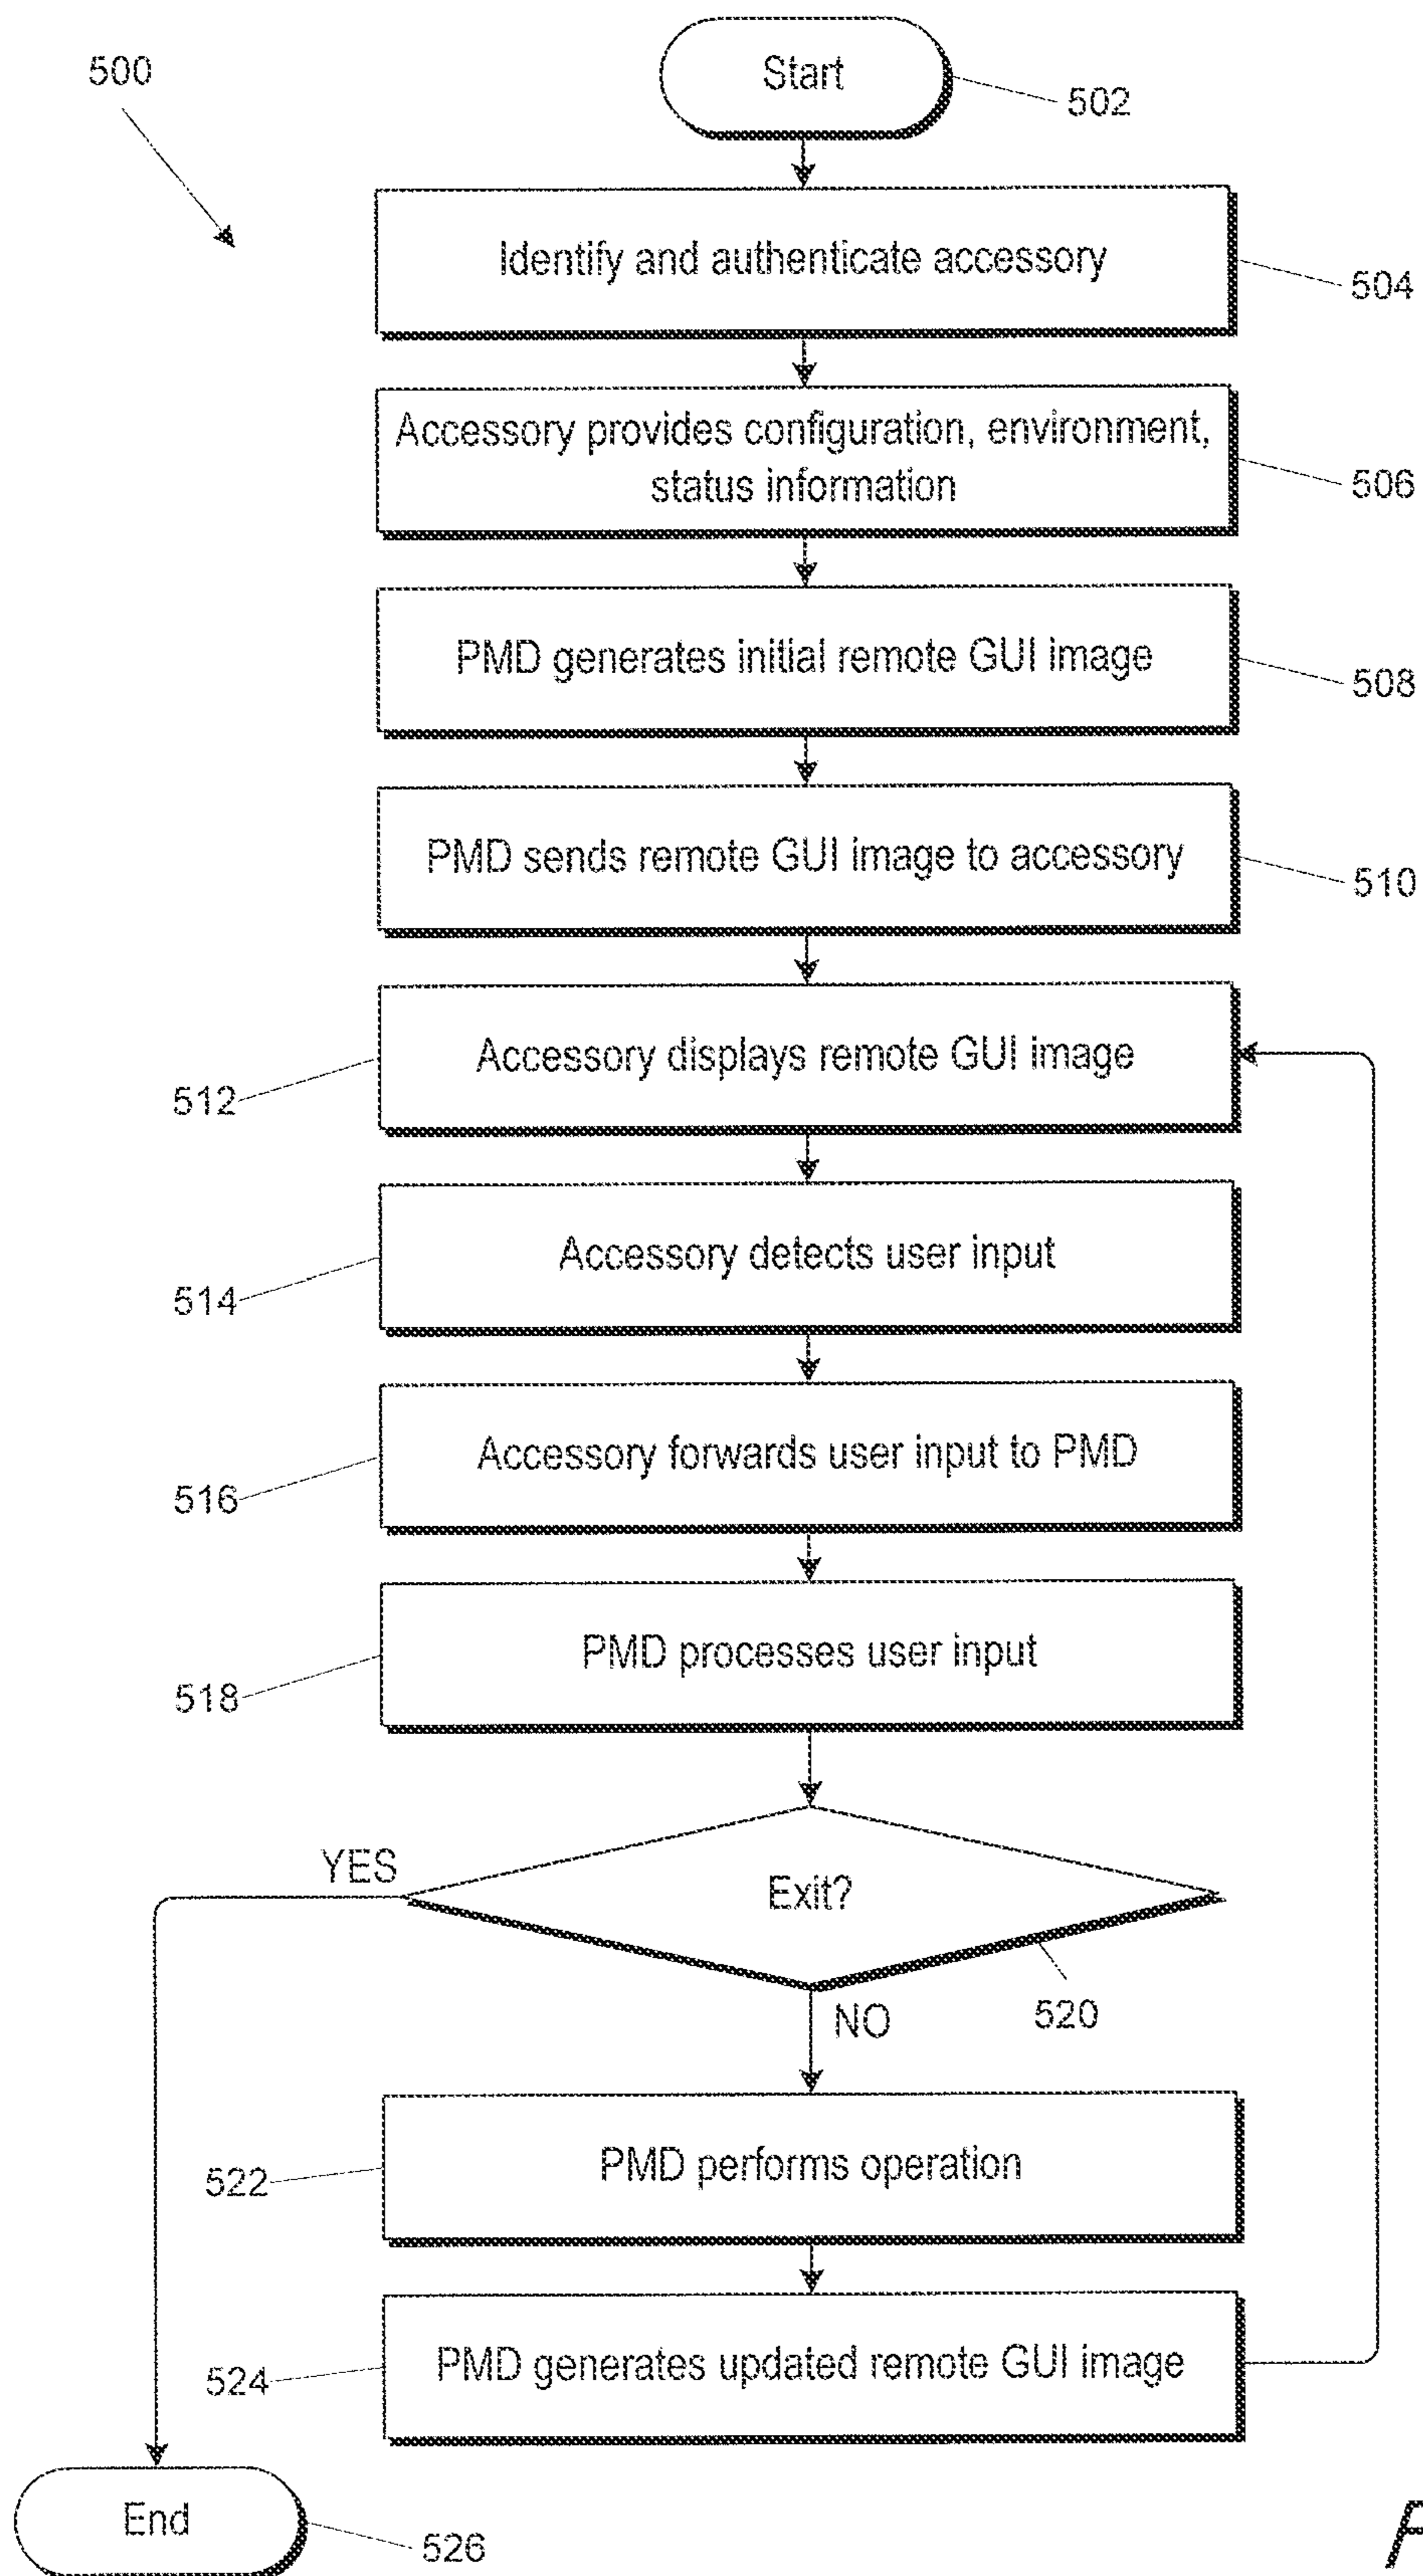 500
Start
502
Identify and authenticate accessory
504
Accessory provides configuration, environment,
status information
506
PMD generates initial remote GUI image
508
PMD sends remote GUI image to accessory
510
Accessory displays remote GUI image
512
Accessory detects user input
514
Accessory forwards user input to PMD
516
PMD processes user input
518
YES
Exit?
520
NO
PMD performs operation
522
PMD generates updated remote GUI image
524
End
526